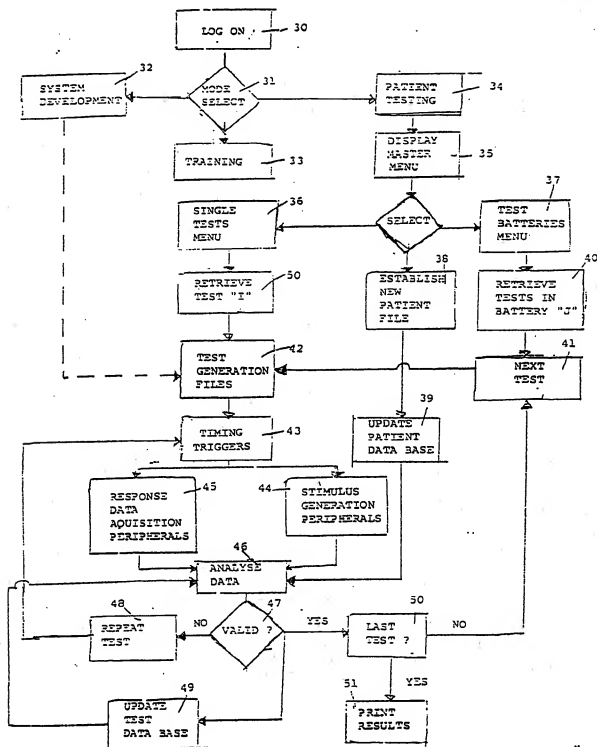 LOG ON
30
32
SYSTEM
DEVELOPMENT
MODE
SELECT
31
PATIENT
TESTING
34
TRAINING
33
DISPLAY
MASTER
MENU
35
36
SINGLE
TESTS
MENU
SELECT
37
TEST
BATTERIES
MENU
50
RETRIEVE
TEST "I"
38
ESTABLISH
NEW
PATIENT
FILE
40
RETRIEVE
TESTS IN
BATTERY "J"
42
TEST
GENERATION
FILES
41
NEXT
TEST
TIMING
TRIGGERS
43
39
UPDATE
PATIENT
DATA BASE
45
RESPONSE
DATA
AQUISITION
PERIPHERALS
44
STIMULUS
GENERATION
PERIPHERALS
46
ANALYSE
DATA
48
REPEAT
TEST
NO
47
VALID ?
YES
50
LAST
TEST ?
NO
YES
49
UPDATE
TEST
DATA BASE
51
PRINT
RESULTS